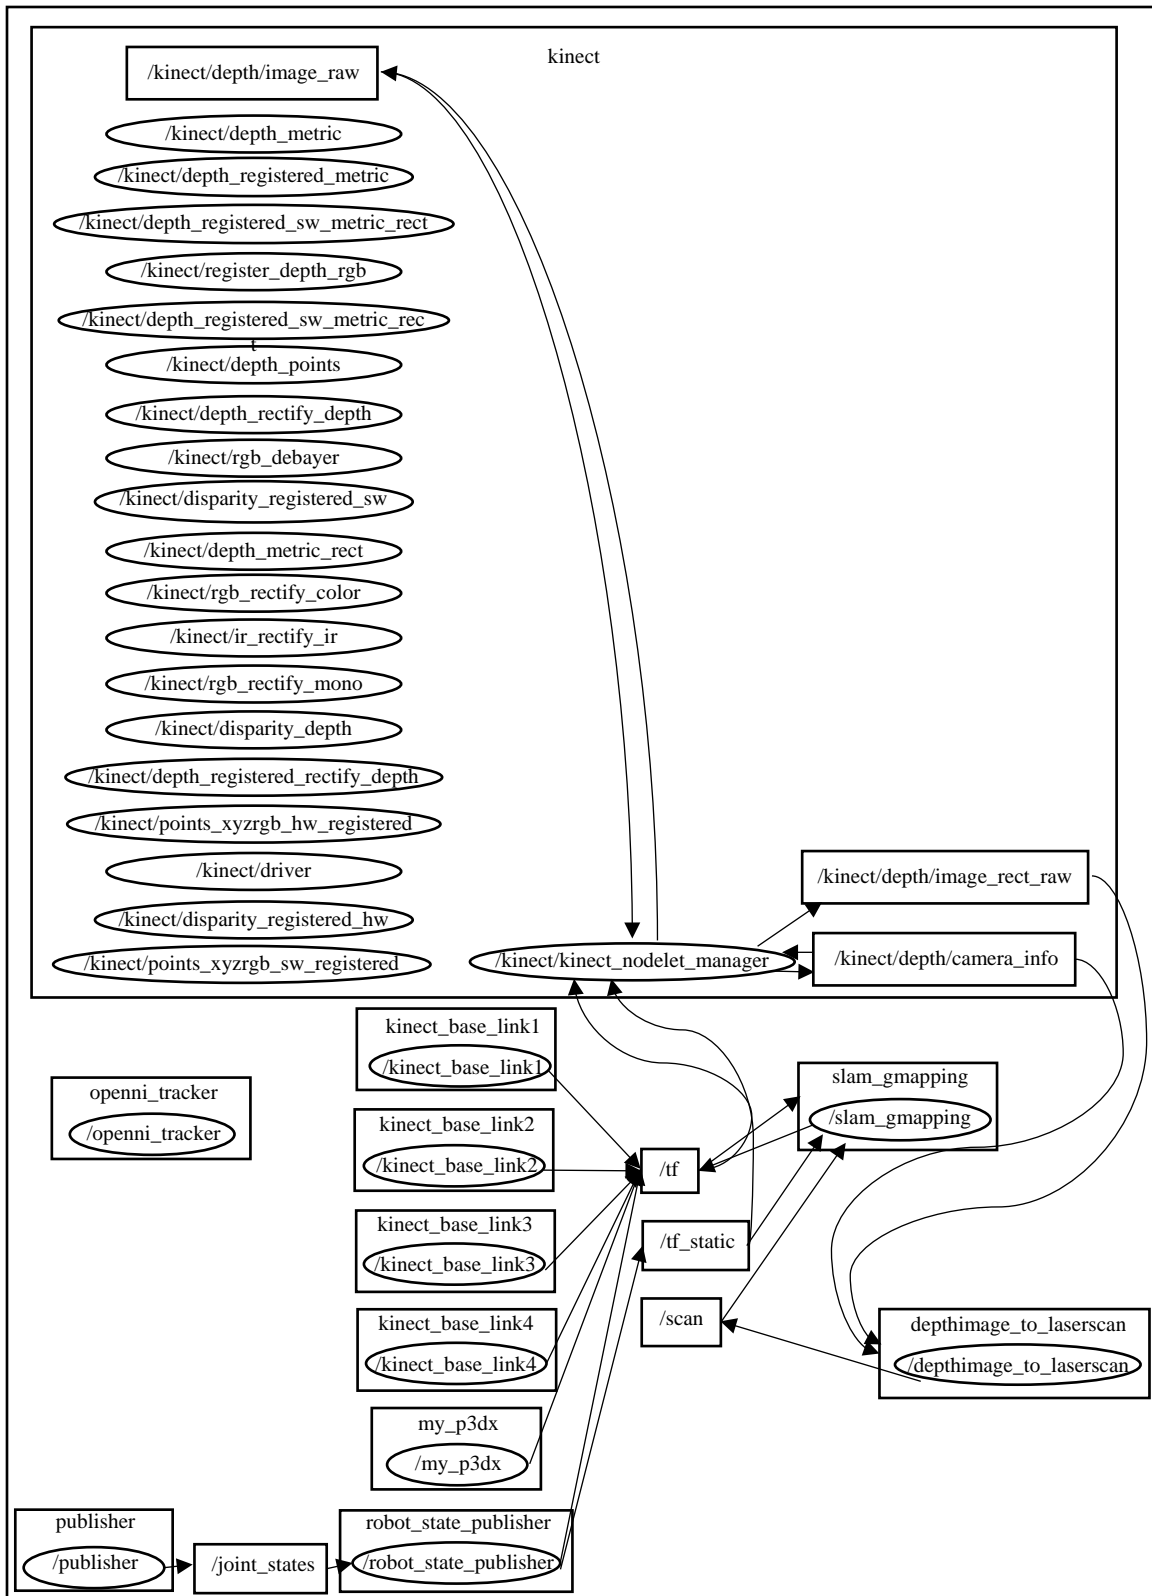 kinect
/kinect/depth/image_raw
/kinect/depth_metric
/kinect/depth_registered_metric
/kinect/depth_registered_sw_metric_rect
/kinect/register_depth_rgb
/kinect/depth_registered_sw_metric_rec
t
/kinect/depth_points
/kinect/depth_rectify_depth
/kinect/rgb_debayer
/kinect/disparity_registered_sw
/kinect/depth_metric_rect
/kinect/rgb_rectify_color
/kinect/ir_rectify_ir
/kinect/rgb_rectify_mono
/kinect/disparity_depth
/kinect/depth_registered_rectify_depth
/kinect/points_xyzrgb_hw_registered
/kinect/driver
/kinect/depth/image_rect_raw
/kinect/disparity_registered_hw
/kinect/points_xyzrgb_sw_registered
/kinect/kinect_nodelet_manager
/kinect/depth/camera_info
kinect_base_link1
/kinect_base_link1
openni_tracker
/openni_tracker
slam_gmapping
/slam_gmapping
kinect_base_link2
/kinect_base_link2
/tf
kinect_base_link3
/kinect_base_link3
/tf_static
/scan
kinect_base_link4
/kinect_base_link4
depthimage_to_laserscan
/depthimage_to_laserscan
my_p3dx
/my_p3dx
publisher
/publisher
/joint_states
robot_state_publisher
/robot_state_publisher